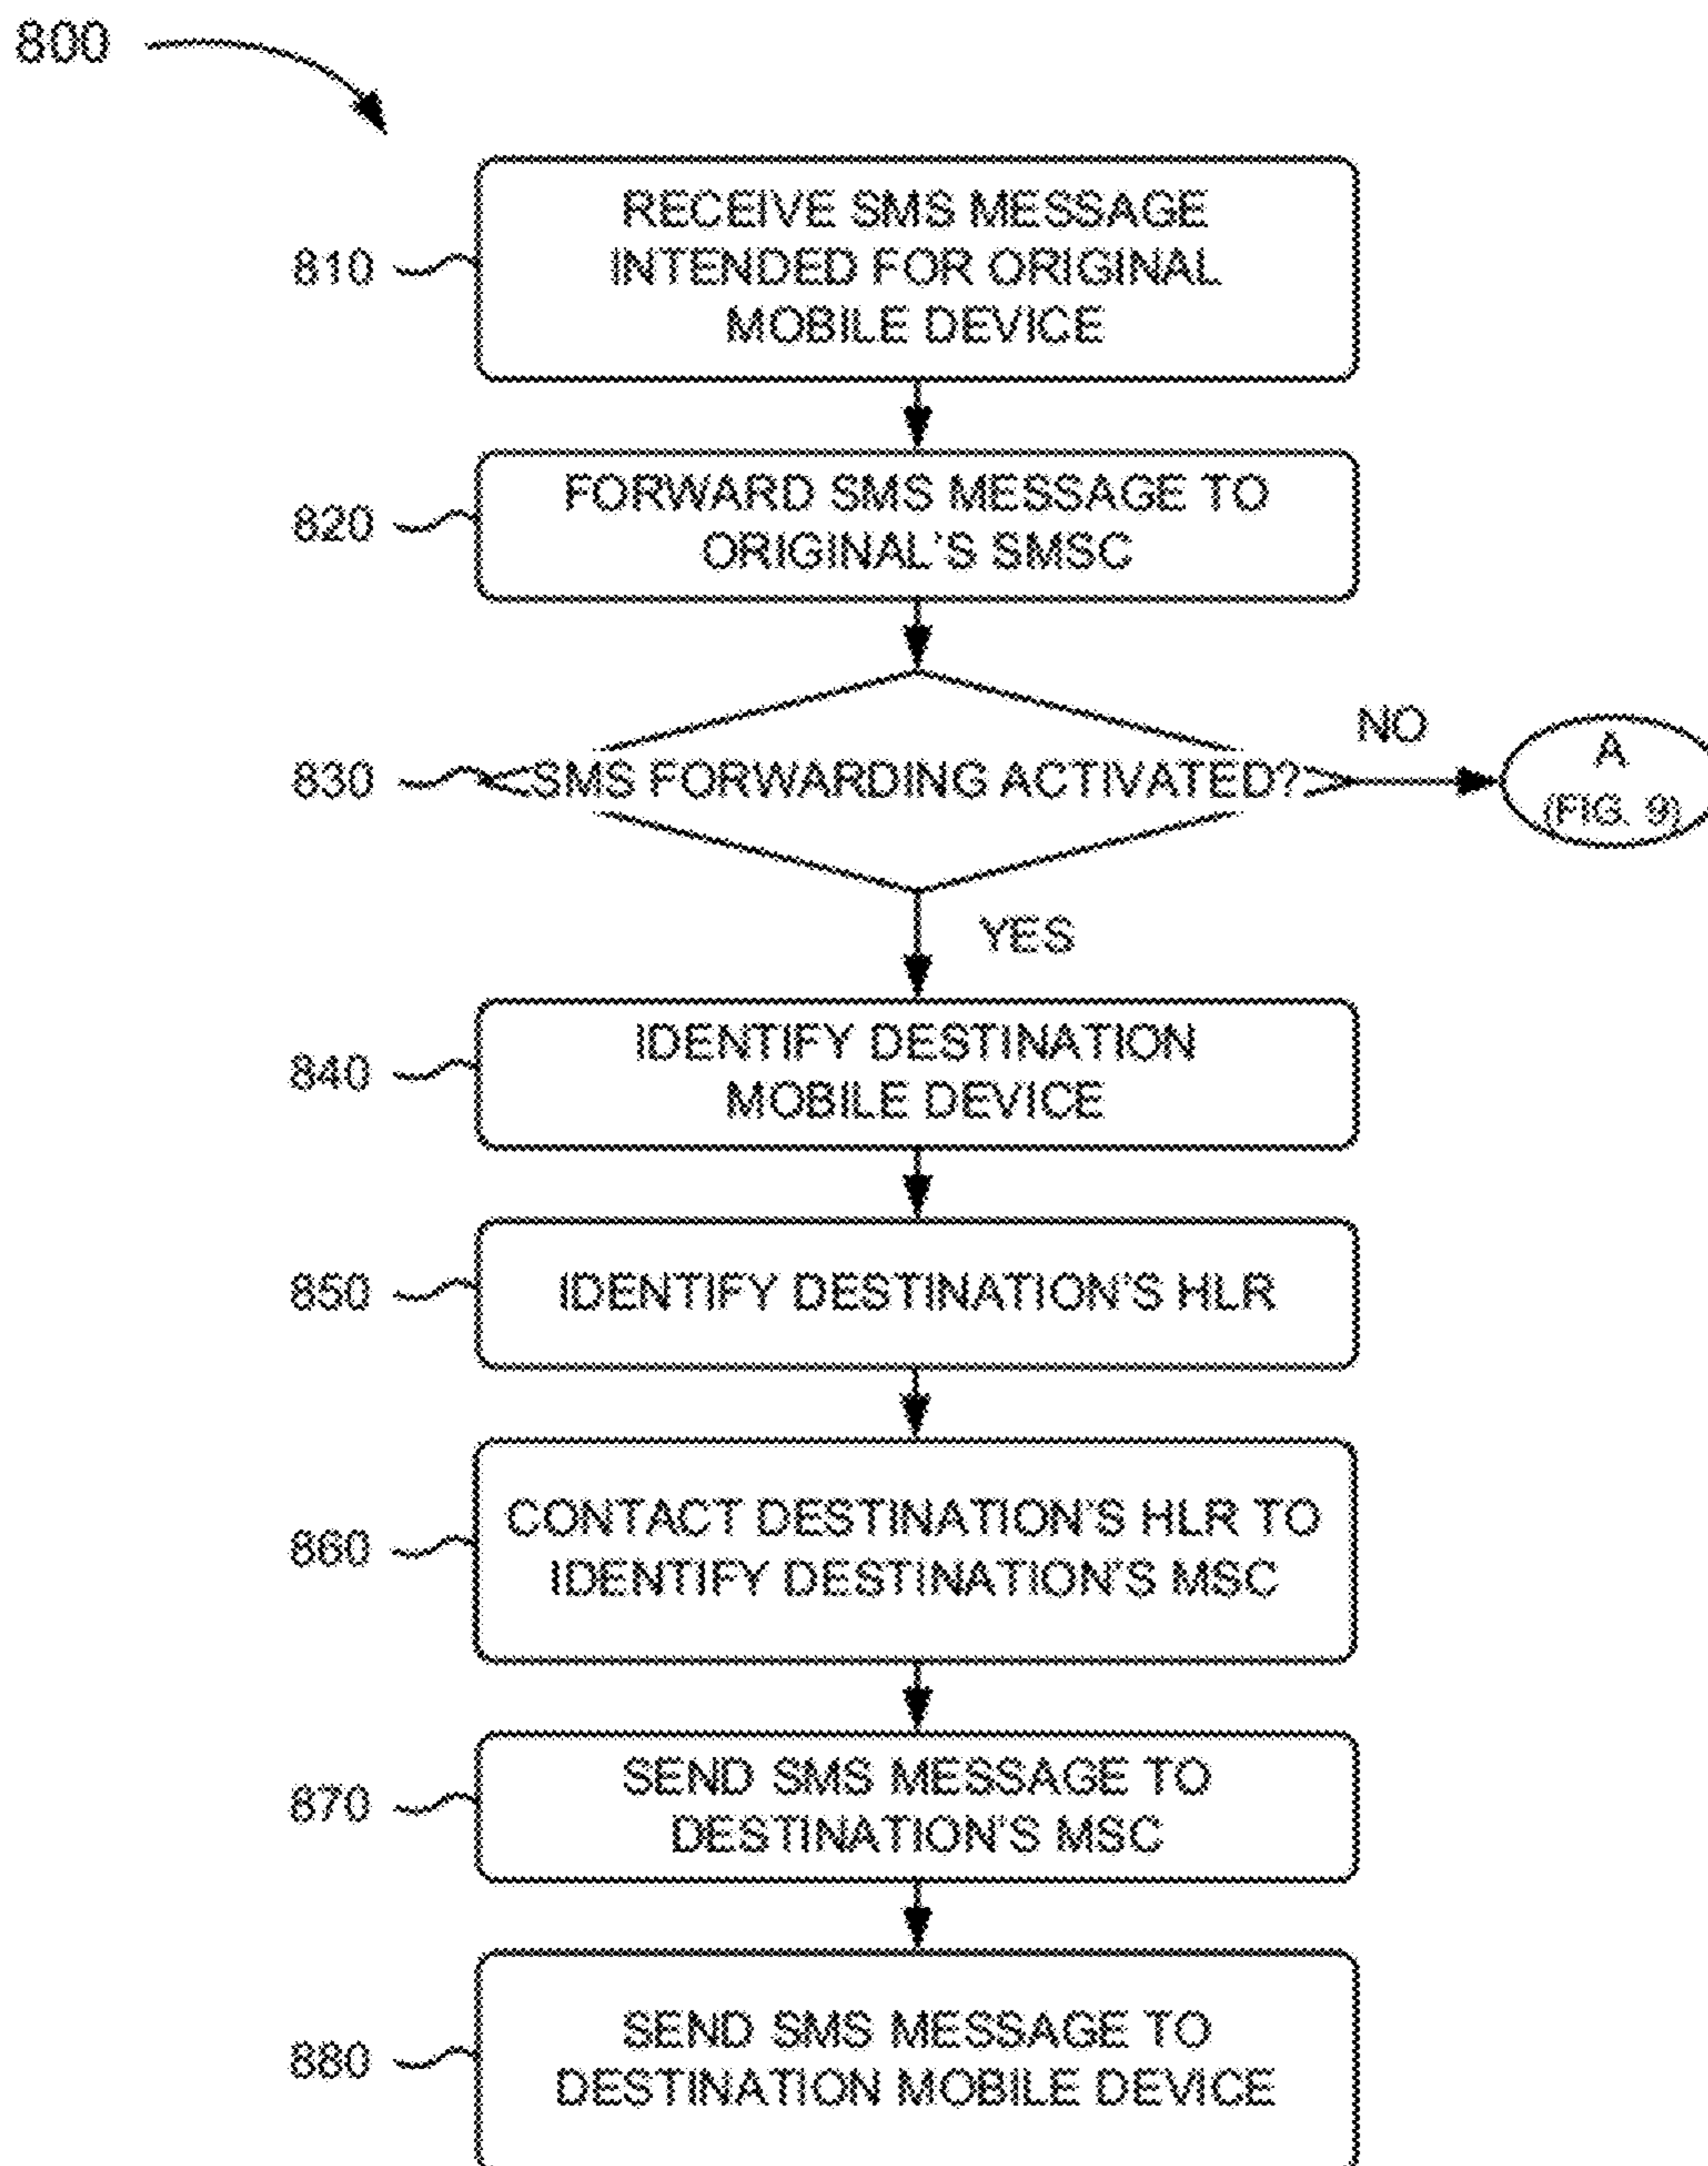 800
RECEIVE SMS MESSAGE
INTENDED FOR ORIGINAL
MOBILE DEVICE
810
FORWARD SMS MESSAGE TO
ORIGINAL'S SMSC
820
SMS FORWARDING ACTIVATED?
830
NO
A
(FIG. 9)
YES
IDENTIFY DESTINATION
MOBILE DEVICE
840
IDENTIFY DESTINATION'S HLR
850
CONTACT DESTINATION'S HLR TO
IDENTIFY DESTINATION'S MSC
860
SEND SMS MESSAGE TO
DESTINATION'S MSC
870
SEND SMS MESSAGE TO
DESTINATION MOBILE DEVICE
880